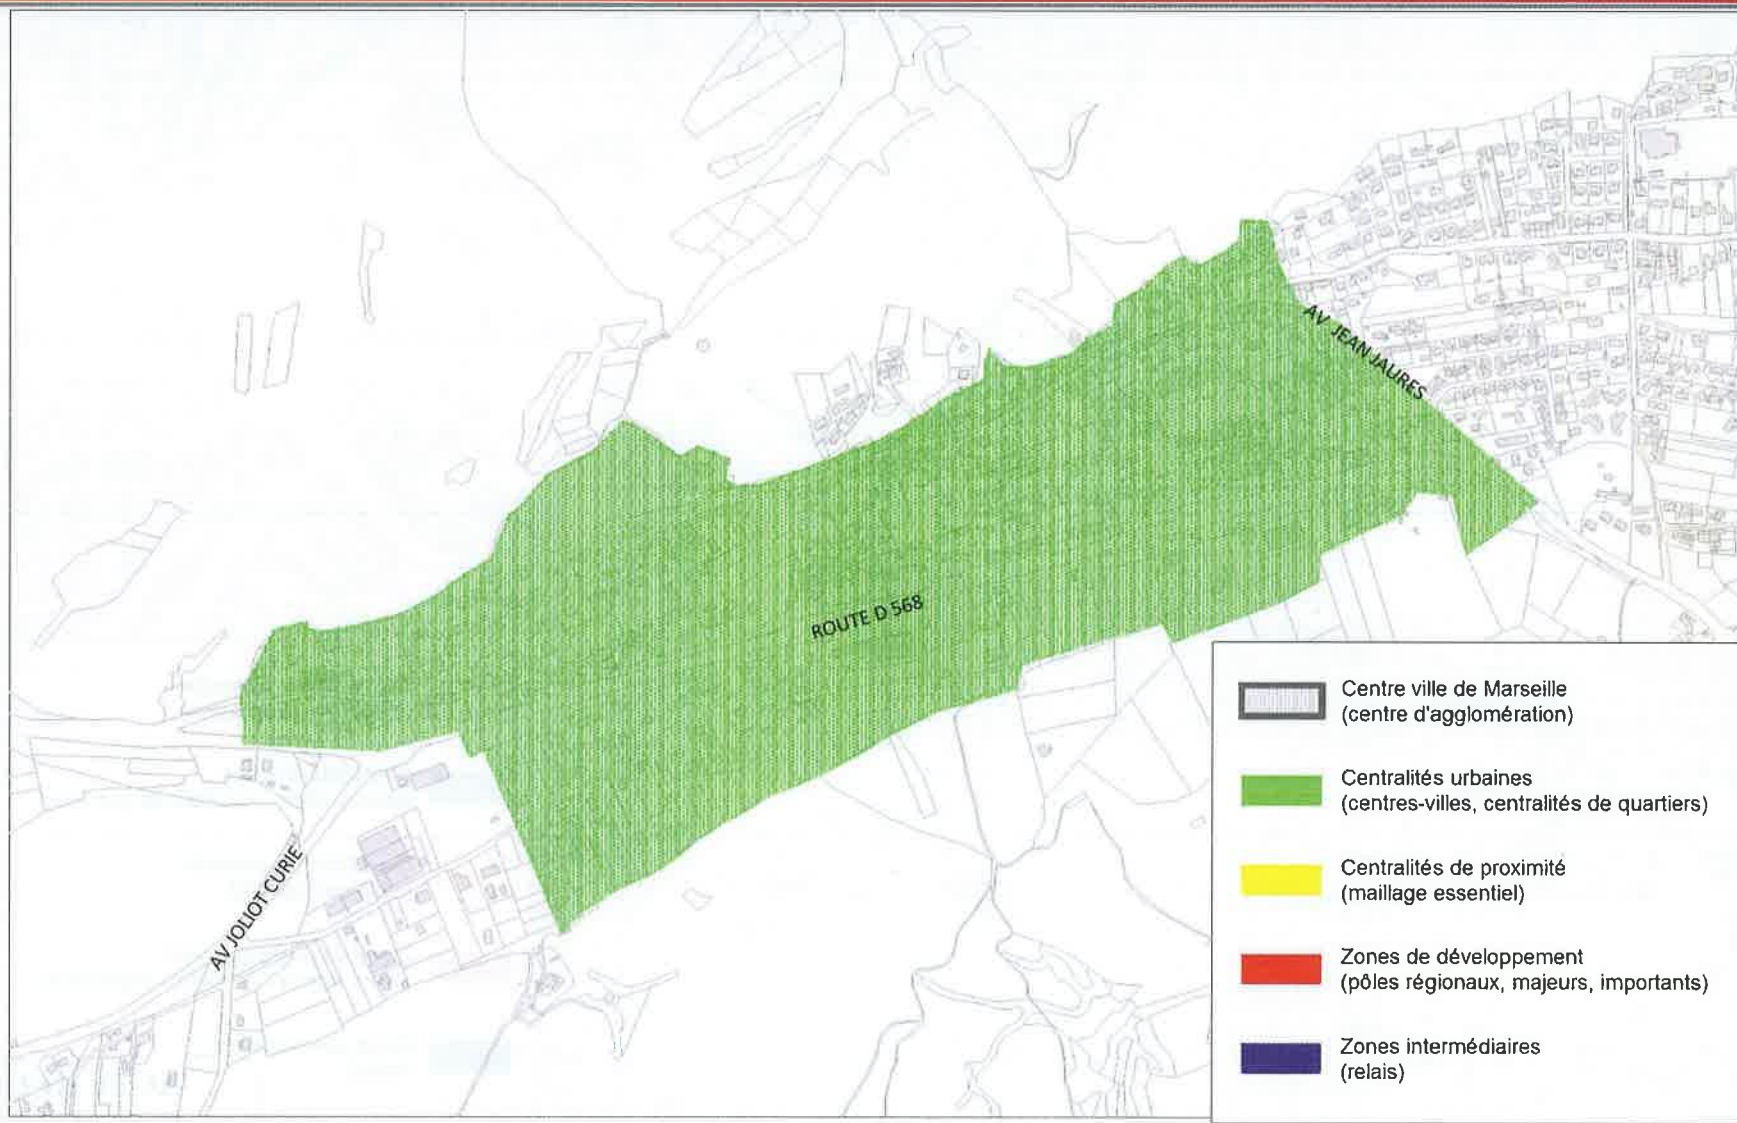 AV JEAN JAURES
ROUTE D 568
AV JOLIOT CURIE
Centre ville de Marseille
(centre d'agglomération)
Centralités urbaines
(centres-villes, centralités de quartiers)
Centralités de proximité
(maillage essentiel)
Zones de développement
(pôles régionaux, majeurs, importants)
Zones intermédiaires
(relais)